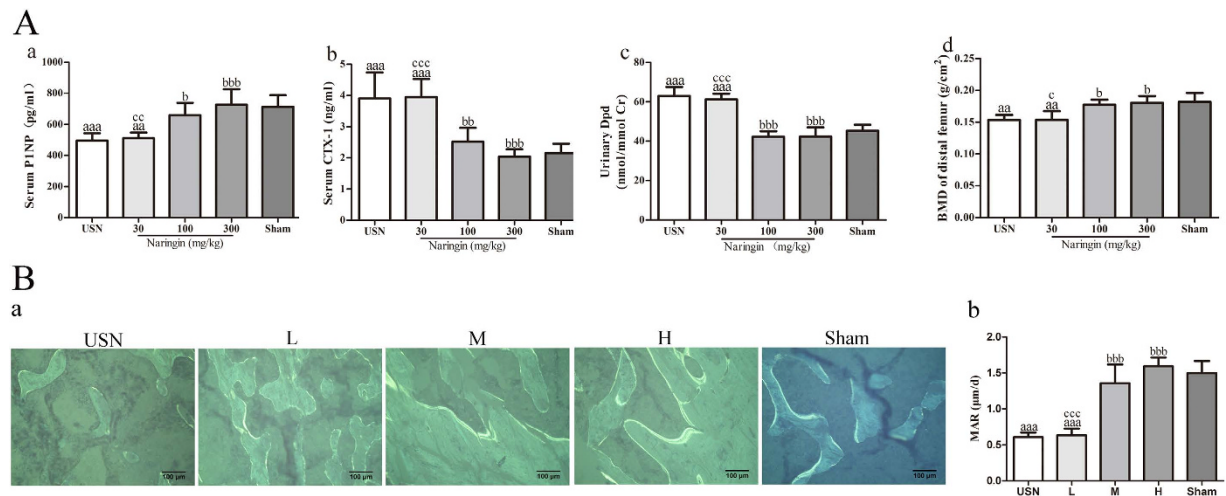 A
a
Serum P1NP (pg/ml)
1000
800
600
400
200
0
aaa
cc
aa
b
bbb
USN
30
100
300
Sham
Naringin (mg/kg)
b
Serum CTX-1 (ng/ml)
5
4
3
2
1
0
aaa
ccc
aaa
bb
bbb
USN
30
100
300
Sham
Naringin (mg/kg)
c
Urinary Dpd
(nmol/mmol Cr)
80
60
40
20
0
aaa
ccc
aaa
bbb
bbb
USN
30
100
300
Sham
Naringin (mg/kg)
d
BMD of distal femur (g/cm²)
0.25
0.20
0.15
0.10
0.05
0.00
aa
c
aa
b
b
USN
30
100
300
Sham
Naringin (mg/kg)
B
a
USN
L
M
H
Sham
100 μm
100 μm
100 μm
100 μm
100 μm
b
MAR (μm/d)
2.0
1.5
1.0
0.5
0.0
aaa
ccc
aaa
bbb
bbb
USN
L
M
H
Sham